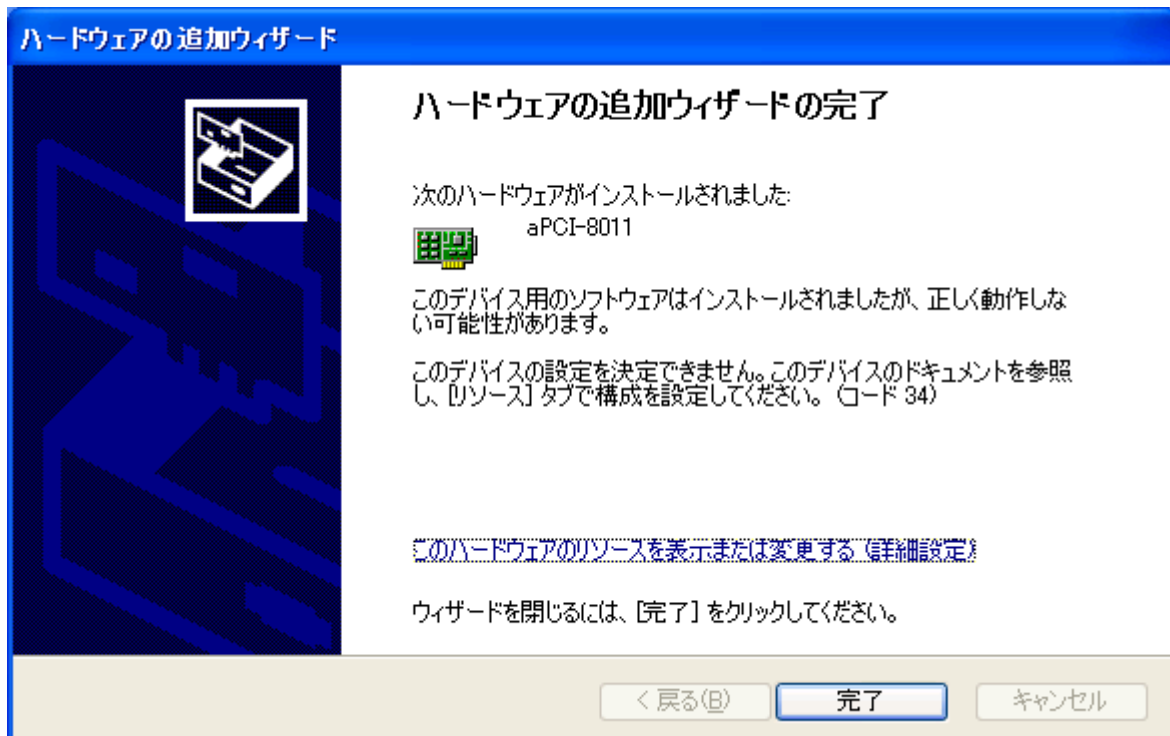 ハードウェアの追加ウィザード
ハードウェアの追加ウィザードの完了
次のハードウェアがインストールされました:
aPCI-8011
このデバイス用のソフトウェアはインストールされましたが、正しく動作しな
い可能性があります。
このデバイスの設定を決定できません。このデバイスのドキュメントを参照
し、[リソース] タブで構成を設定してください。 (コード 34)
このハードウェアのリソースを表示または変更する (詳細設定)
ウィザードを閉じるには、[完了] をクリックしてください。
< 戻る(B)
完了
キャンセル